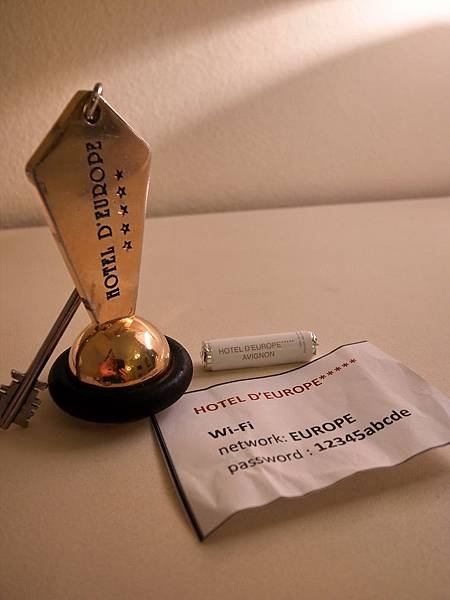 HOTEL D'EUROPE
★★★★★
HOTEL D'EUROPE*****
AVIGNON
HOTEL D'EUROPE*****
Wi-Fi
network: EUROPE
password : 12345abcde